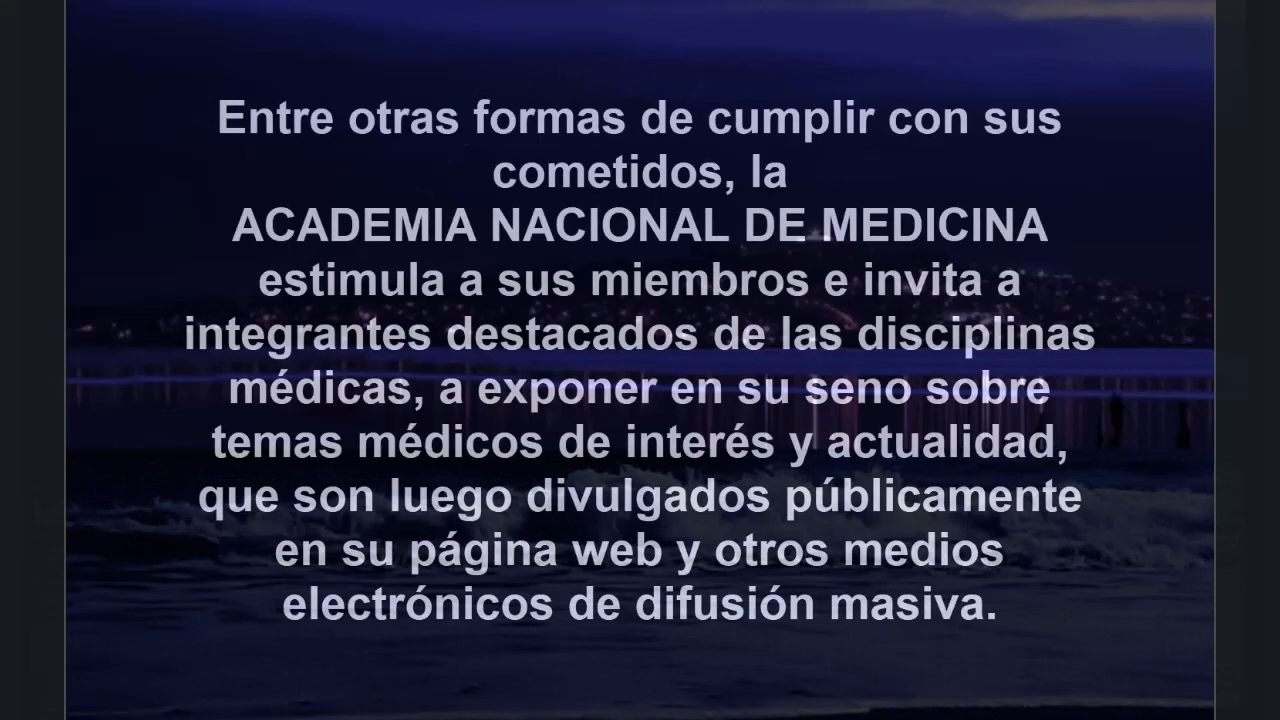 Entre otras formas de cumplir con sus
cometidos, la
ACADEMIA NACIONAL DE MEDICINA
estimula a sus miembros e invita a
integrantes destacados de las disciplinas
médicas, a exponer en su seno sobre
temas médicos de interés y actualidad,
que son luego divulgados públicamente
en su página web y otros medios
electrónicos de difusión masiva.